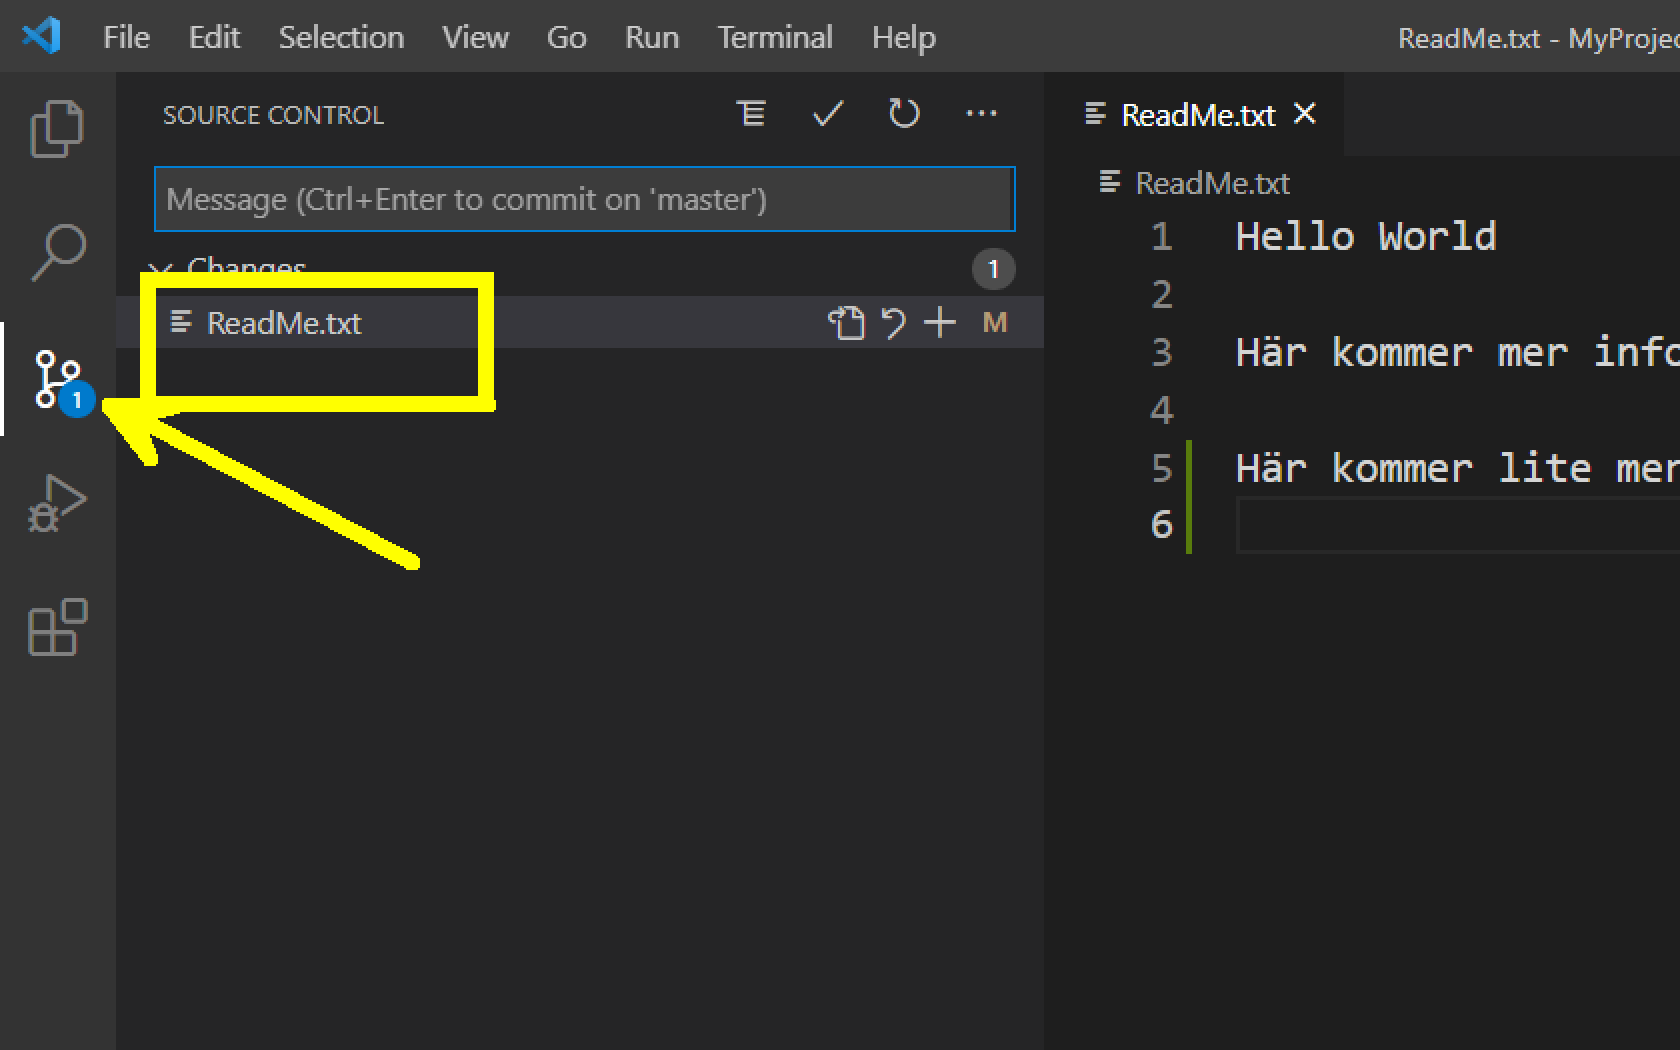 File Edit Selection View Go Run Terminal Help ReadMe.txt - MyProjec
SOURCE CONTROL
Message (Ctrl+Enter to commit on 'master')
Changes 1
ReadMe.txt M
1
ReadMe.txt
ReadMe.txt
1 Hello World
2
3 Här kommer mer info
4
5 Här kommer lite mer
6